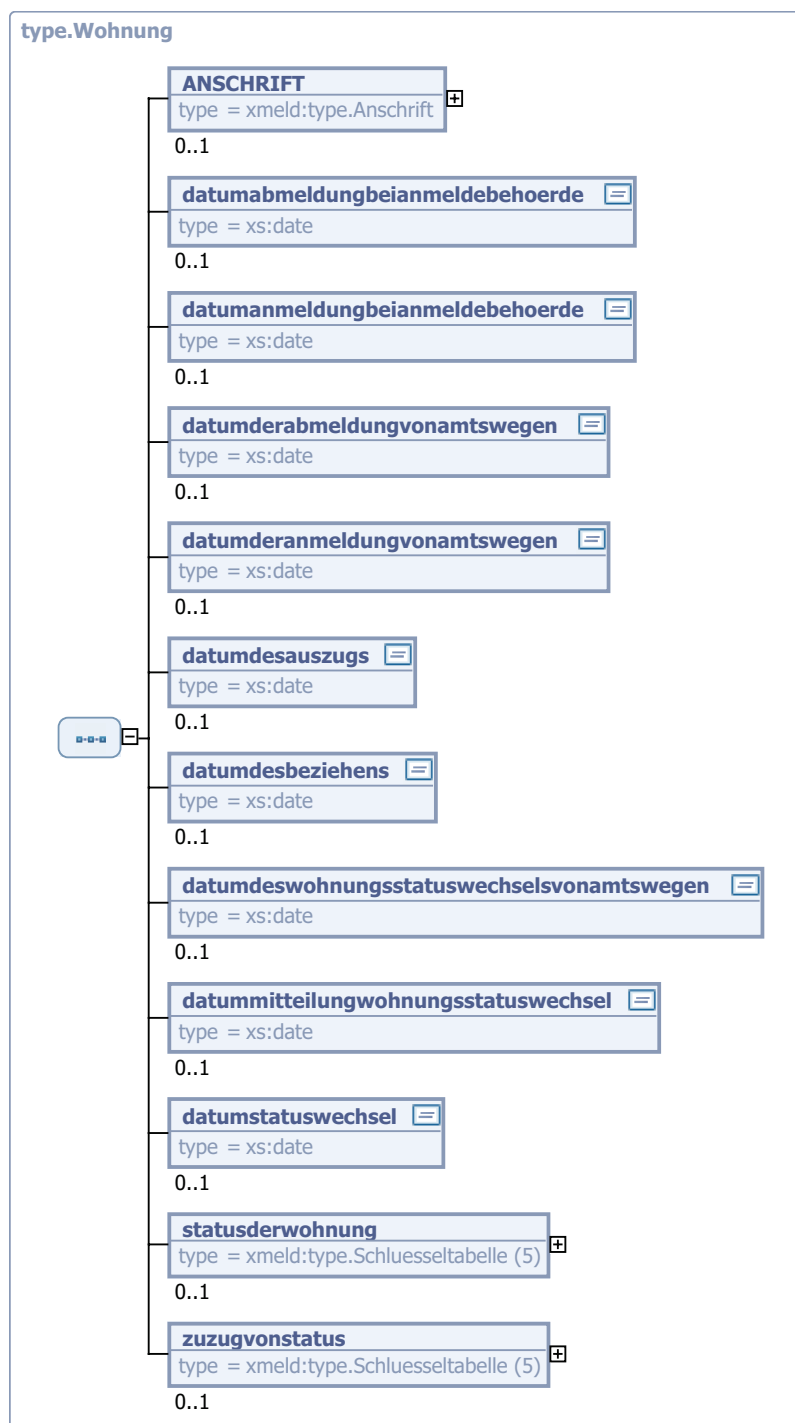 type.Wohnung
ANSCHRIFT
type = xmeld:type.Anschrift
0..1
datumabmeldungbeianmeldebehoerde
type = xs:date
0..1
datumanmeldungbeianmeldebehoerde
type = xs:date
0..1
datumderabmeldungvonamtswegen
type = xs:date
0..1
datumderanmeldungvonamtswegen
type = xs:date
0..1
datumdesauszugs
type = xs:date
0..1
datumdesbeziehens
type = xs:date
0..1
datumdeswohnungsstatuswechselsvonamtswegen
type = xs:date
0..1
datummitteilungwohnungsstatuswechsel
type = xs:date
0..1
datumstatuswechsel
type = xs:date
0..1
statusderwohnung
type = xmeld:type.Schluesseltabelle (5)
0..1
zuzugvonstatus
type = xmeld:type.Schluesseltabelle (5)
0..1